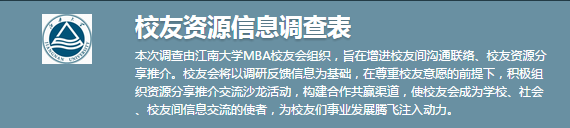 校友资源信息调查表
本次调查由江南大学MBA校友会组织，旨在增进校友间沟通联络、校友资源分
享推介。校友会将以调研反馈信息为基础，在尊重校友意愿的前提下，积极组
织资源分享推介交流沙龙活动，构建合作共赢渠道，使校友会成为学校、社会
、校友间信息交流的使者，为校友们事业发展腾飞注入动力。